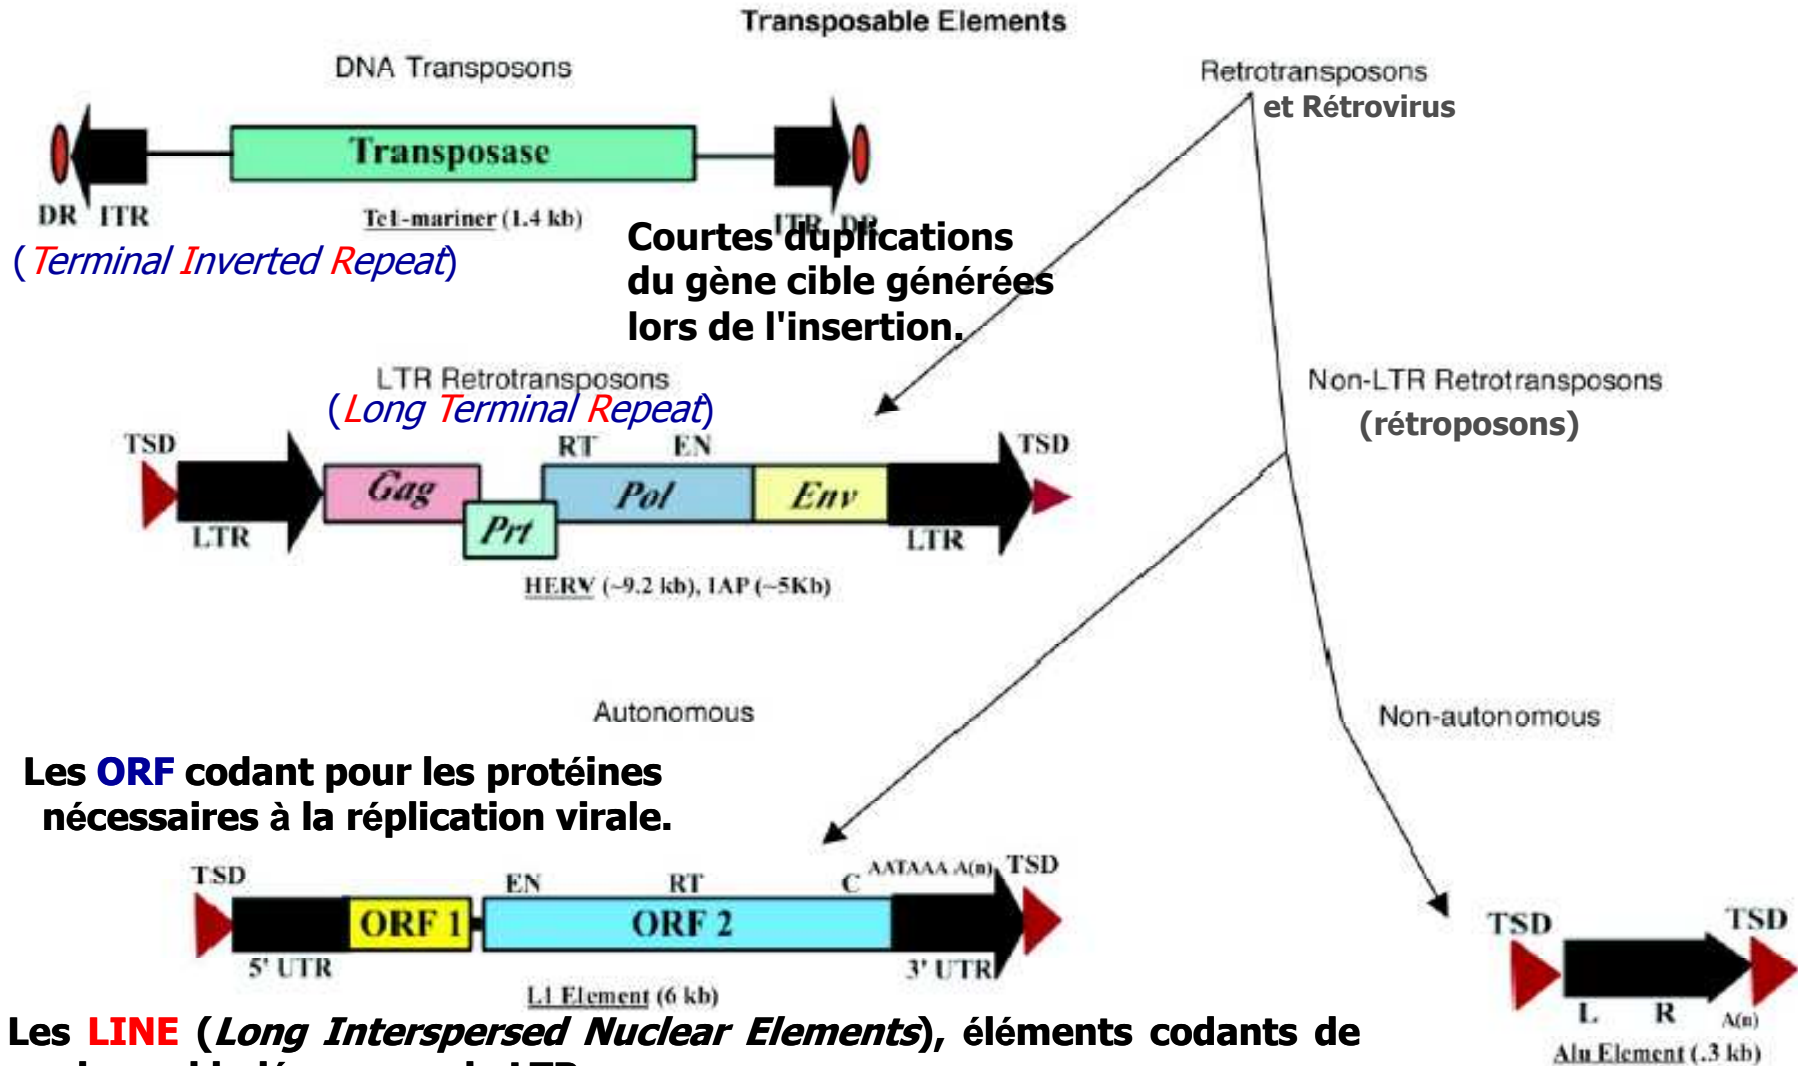 Transposable Elements
DNA Transposons
Retrotransposons
et Rétrovirus
Transposase
DR ITR
Tc1-mariner (1.4 kb)
ITR DR
(Terminal Inverted Repeat)
Courtes duplications
du gène cible générées
lors de l'insertion.
LTR Retrotransposons
(Long Terminal Repeat)
Non-LTR Retrotransposons
(rétroposons)
TSD
RT
EN
TSD
Gag
Pol
Env
Prt
LTR
LTR
HERV (~9.2 kb), IAP (~5Kb)
Autonomous
Non-autonomous
Les ORF codant pour les protéines
nécessaires à la réplication virale.
TSD
EN
RT
C
AATAAA A(n)
TSD
ORF 1
ORF 2
5' UTR
3' UTR
L1 Element (6 kb)
TSD
TSD
L
R
A(n)
Alu Element (.3 kb)
Les LINE (Long Interspersed Nuclear Elements), éléments codants de